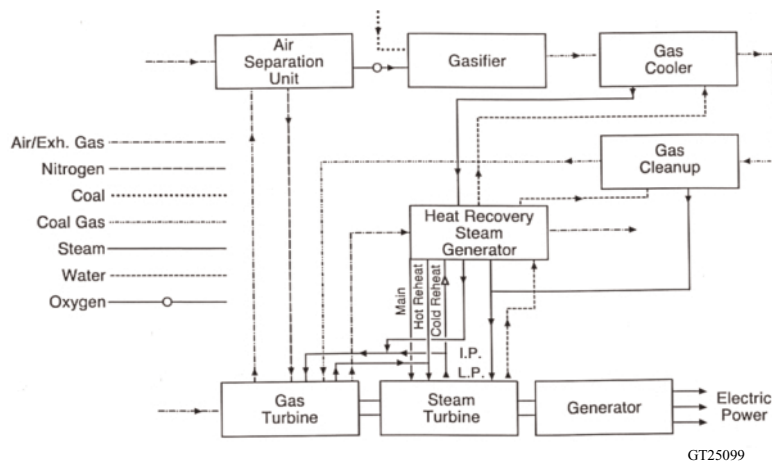 Air
Separation
Unit
Gasifier
Gas
Cooler
Air/Exh. Gas
Nitrogen
Coal
Coal Gas
Steam
Water
Oxygen
Gas
Cleanup
Heat Recovery
Steam
Generator
Main
Hot Reheat
Cold Reheat
I.P.
L.P.
Gas
Turbine
Steam
Turbine
Generator
Electric
Power
GT25099